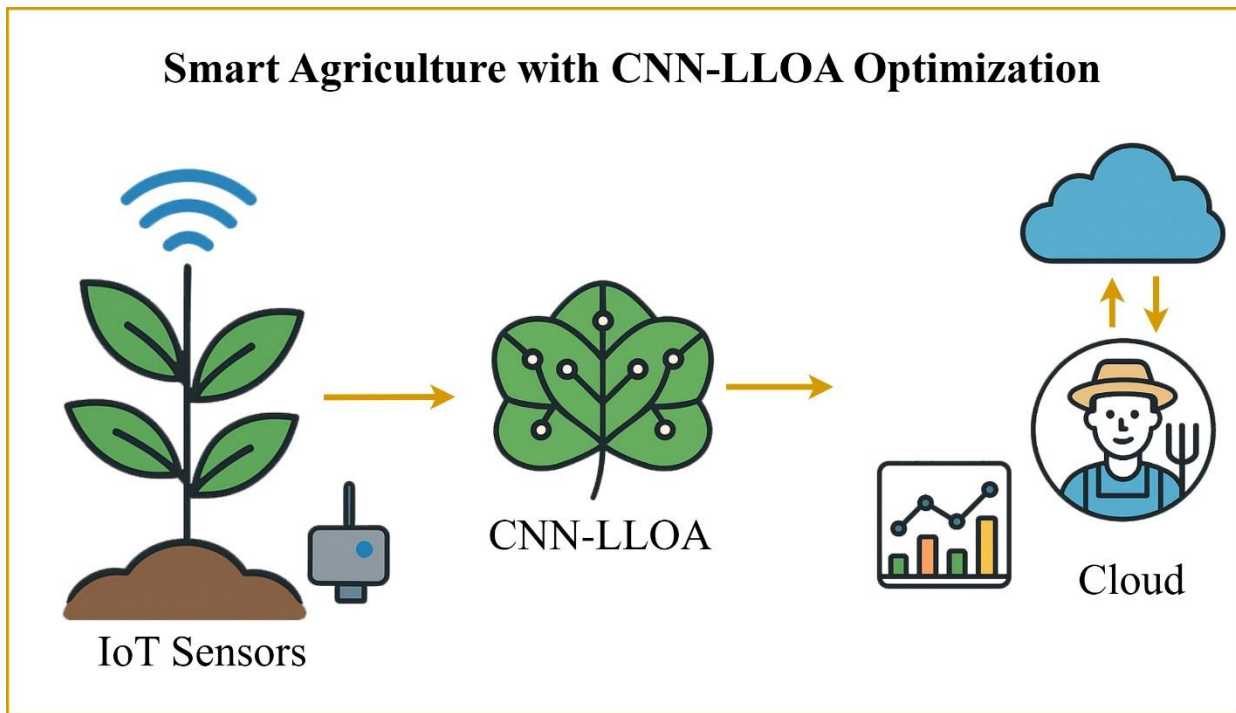 Smart Agriculture with CNN-LLOA Optimization
IoT Sensors
CNN-LLOA
Cloud